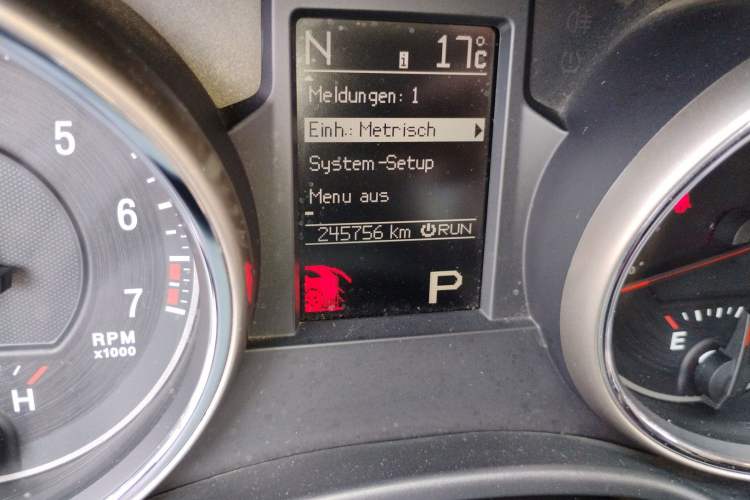 N i 17°C
Meldungen: 1
Einh.: Metrisch
System-Setup
Menu aus
245756 km RUN
P
5
6
7
RPM
x1000
H
E